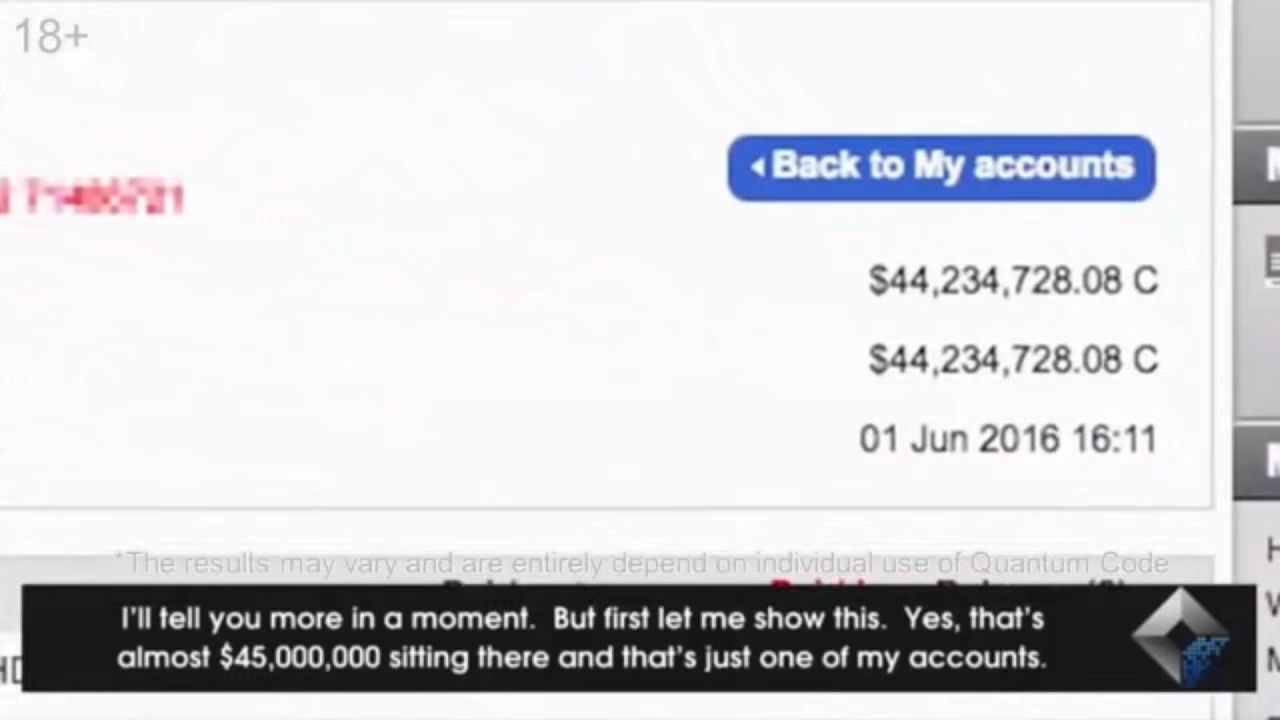 18+
Back to My accounts
$44,234,728.08 C
$44,234,728.08 C
01 Jun 2016 16:11
*The results may vary and are entirely depend on individual use of Quantum Code
I'll tell you more in a moment. But first let me show this. Yes, that's
almost $45,000,000 sitting there and that's just one of my accounts.